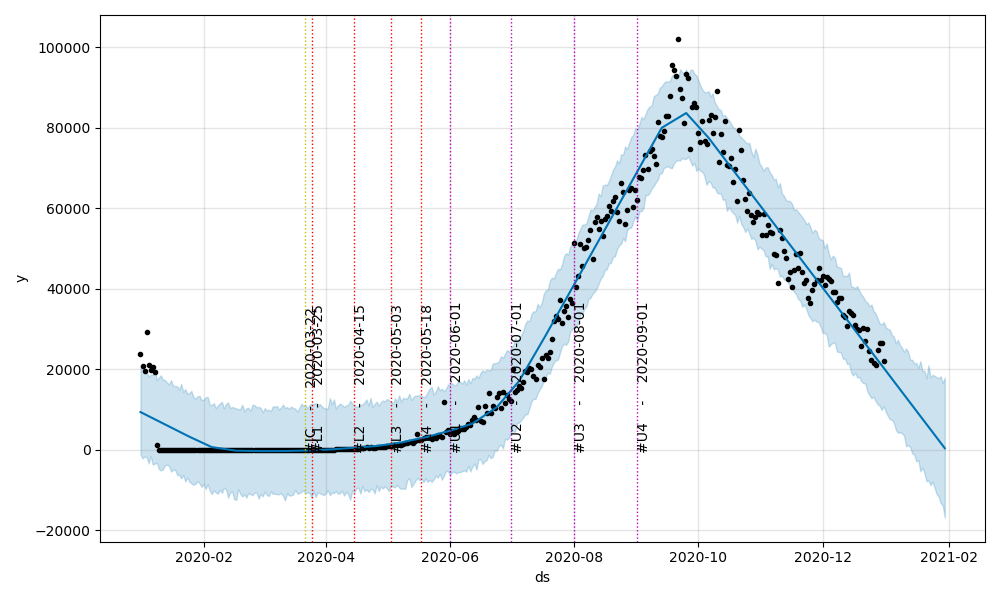 100000
80000
60000
40000
20000
0
−20000
y
#JC - 2020-03-22
#L1 - 2020-03-25
#L2 - 2020-04-15
#L3 - 2020-05-03
#L4 - 2020-05-18
#U1 - 2020-06-01
#U2 - 2020-07-01
#U3 - 2020-08-01
#U4 - 2020-09-01
2020-02
2020-04
2020-06
2020-08
2020-10
2020-12
2021-02
ds